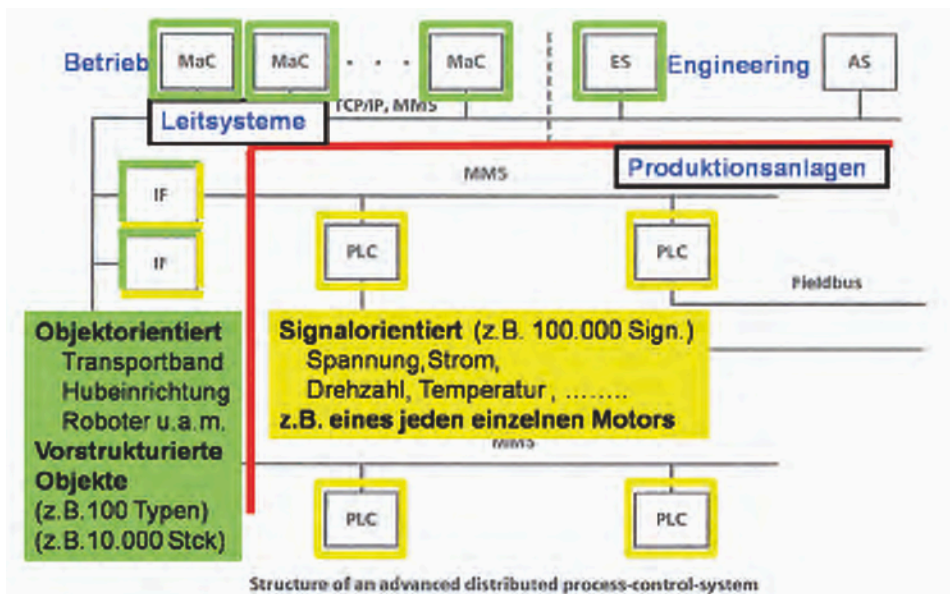 Betrieb MaC MaC . . . MaC ES Engineering AS
TCP/IP, MMS
Leitsysteme
MMS
Produktionsanlagen
IF
PLC PLC
IF
Fieldbus
Objektorientiert
Transportband
Hubeinrichtung
Roboter u.a.m.
Vorstrukturierte
Objekte
(z.B.100 Typen)
(z.B.10.000 Stck)
Signalorientiert (z.B. 100.000 Sign.)
Spannung,Strom,
Drehzahl, Temperatur , ........
z.B. eines jeden einzelnen Motors
MMS
PLC PLC
Structure of an advanced distributed process-control-system